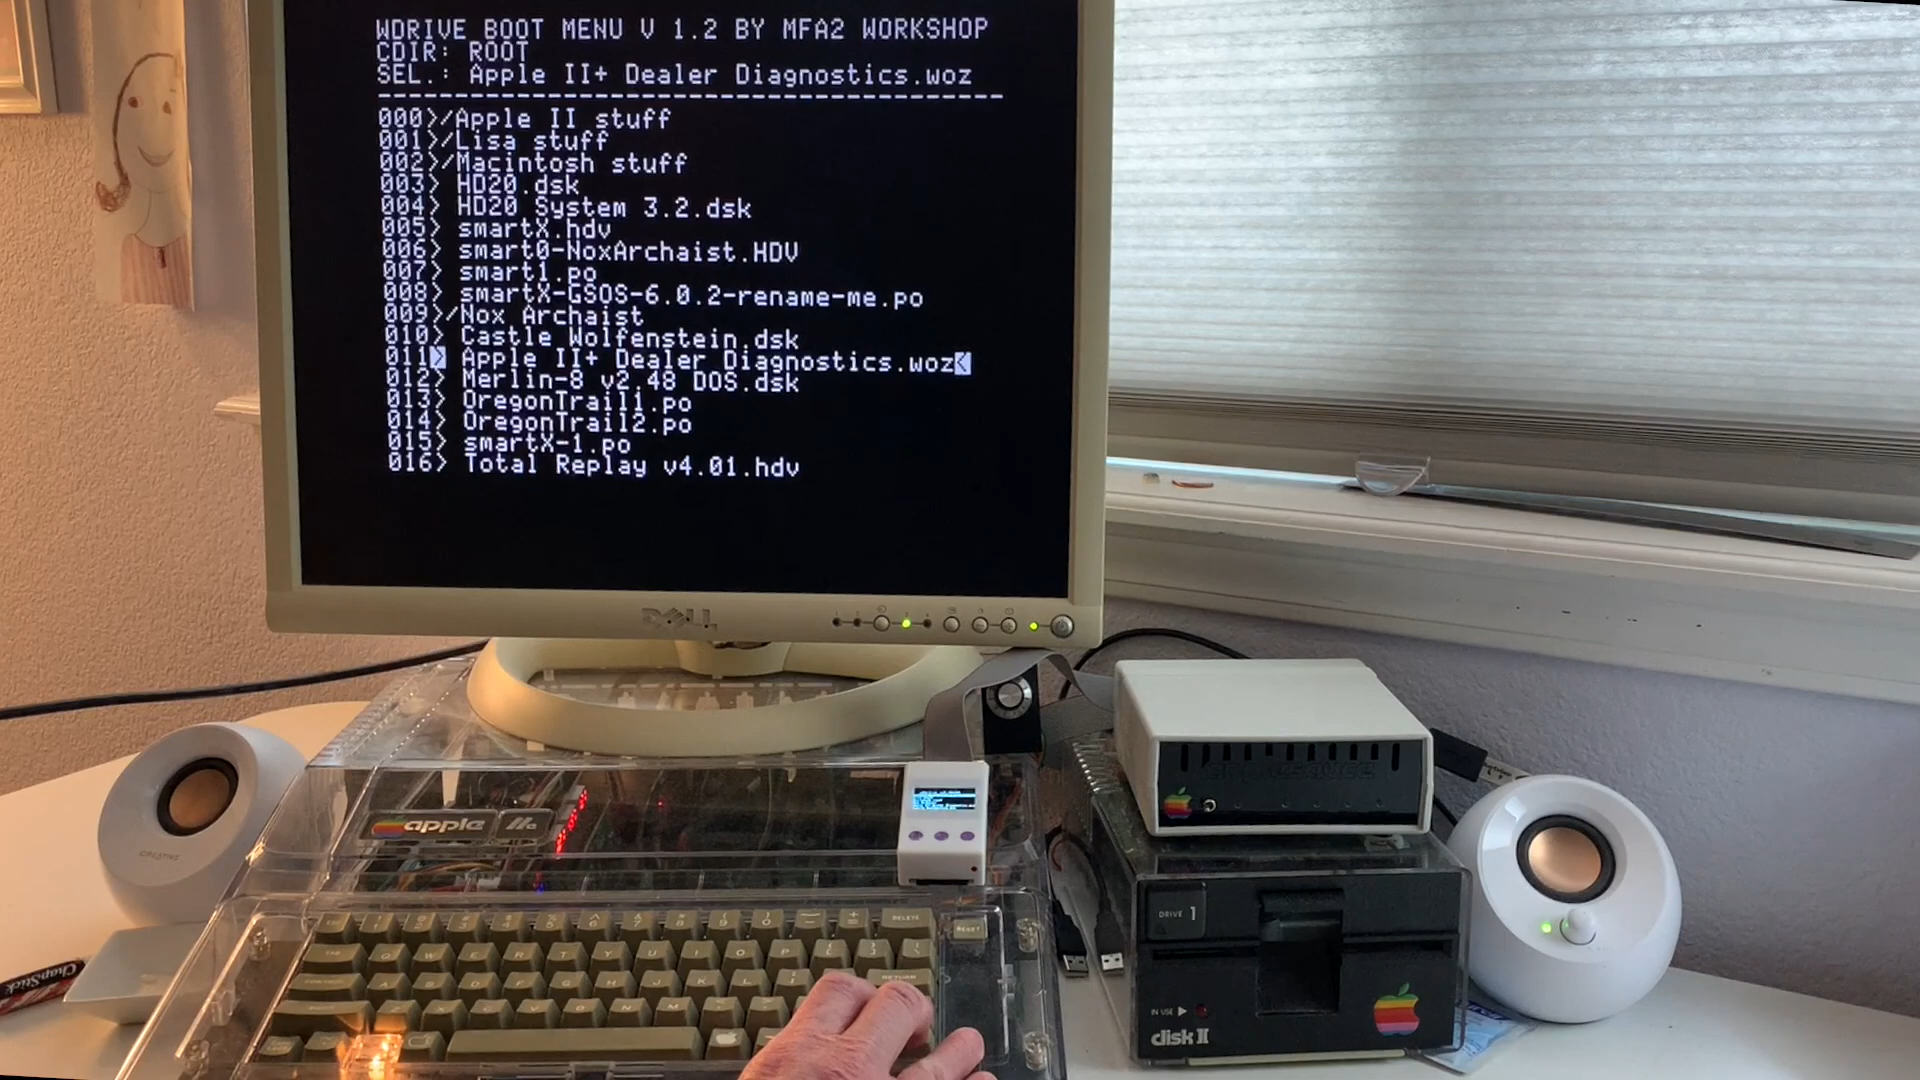 WDRIVE BOOT MENU V 1.2 BY MFA2 WORKSHOP
CDIR: ROOT
SEL.: Apple II+ Dealer Diagnostics.woz
----------------------------------------
000>/Apple II stuff
001>/Lisa stuff
002>/Macintosh stuff
003> HD20.dsk
004> HD20 System 3.2.dsk
005> smartX.hdv
006> smart0-NoxArchaist.HDV
007> smart1.po
008> smartX-GSOS-6.0.2-rename-me.po
009>/Nox Archaist
010> Castle Wolfenstein.dsk
011> Apple II+ Dealer Diagnostics.woz<
012> Merlin-8 v2.48 DOS.dsk
013> OregonTrail1.po
014> OregonTrail2.po
015> smartX-1.po
016> Total Replay v4.01.hdv
DELL
apple //e
CREATIVE
ChapStick
DELETE
RESET
Q W E R T Y U I O P
RETURN
A S D F G H J K L
DRIVE 1
IN USE
disk II